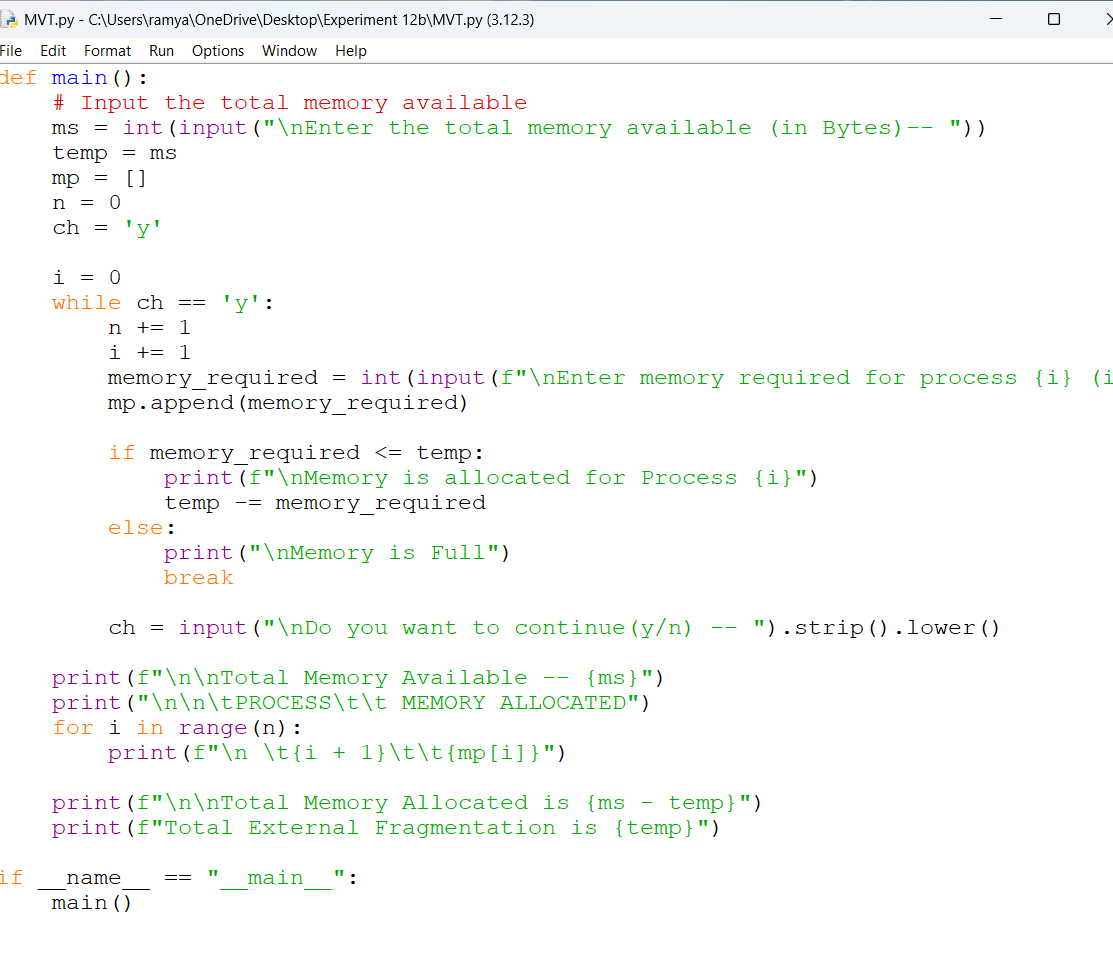 MVT.py - C:\Users\ramya\OneDrive\Desktop\Experiment 12b\MVT.py (3.12.3)
File Edit Format Run Options Window Help
def main():
    # Input the total memory available
    ms = int(input("\nEnter the total memory available (in Bytes)-- "))
    temp = ms
    mp = []
    n = 0
    ch = 'y'

    i = 0
    while ch == 'y':
        n += 1
        i += 1
        memory_required = int(input(f"\nEnter memory required for process {i} (i
        mp.append(memory_required)

        if memory_required <= temp:
            print(f"\nMemory is allocated for Process {i}")
            temp -= memory_required
        else:
            print("\nMemory is Full")
            break

        ch = input("\nDo you want to continue(y/n) -- ").strip().lower()

    print(f"\n\nTotal Memory Available -- {ms}")
    print("\n\n\tPROCESS\t\t MEMORY ALLOCATED")
    for i in range(n):
        print(f"\n \t{i + 1}\t\t{mp[i]}")

    print(f"\n\nTotal Memory Allocated is {ms - temp}")
    print(f"Total External Fragmentation is {temp}")

if __name__ == "__main__":
    main()